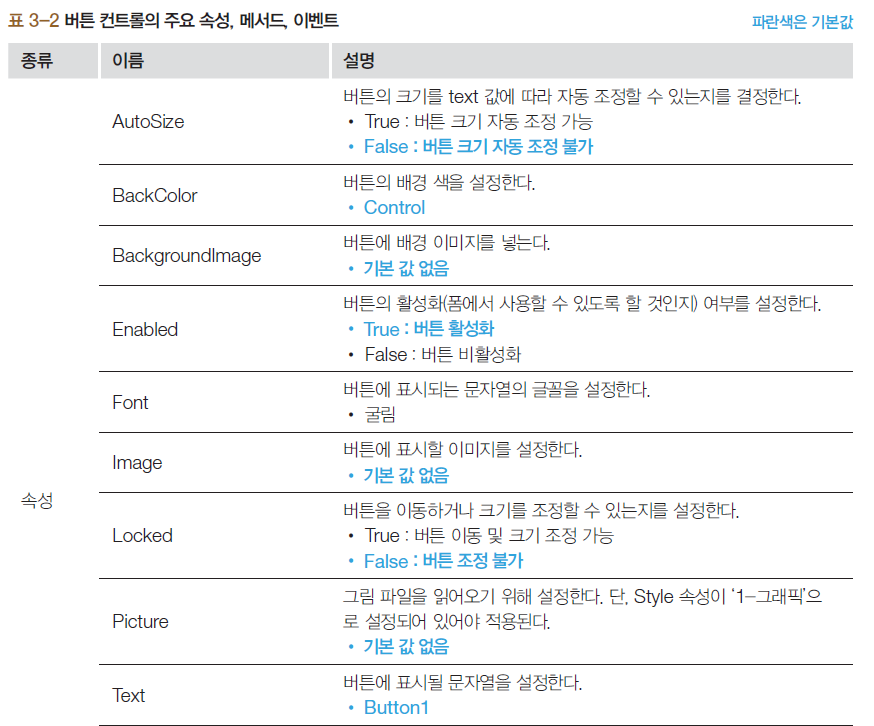 표 3-2 버튼 컨트롤의 주요 속성, 메서드, 이벤트
파란색은 기본값
종류 이름 설명
속성
AutoSize
버튼의 크기를 text 값에 따라 자동 조정할 수 있는지를 결정한다.
• True : 버튼 크기 자동 조정 가능
• False : 버튼 크기 자동 조정 불가
BackColor
버튼의 배경 색을 설정한다.
• Control
BackgroundImage
버튼에 배경 이미지를 넣는다.
• 기본 값 없음
Enabled
버튼의 활성화(폼에서 사용할 수 있도록 할 것인지) 여부를 설정한다.
• True : 버튼 활성화
• False : 버튼 비활성화
Font
버튼에 표시되는 문자열의 글꼴을 설정한다.
• 굴림
Image
버튼에 표시할 이미지를 설정한다.
• 기본 값 없음
Locked
버튼을 이동하거나 크기를 조정할 수 있는지를 설정한다.
• True : 버튼 이동 및 크기 조정 가능
• False : 버튼 조정 불가
Picture
그림 파일을 읽어오기 위해 설정한다. 단, Style 속성이 ‘1-그래픽’으
로 설정되어 있어야 적용된다.
• 기본 값 없음
Text
버튼에 표시될 문자열을 설정한다.
• Button1